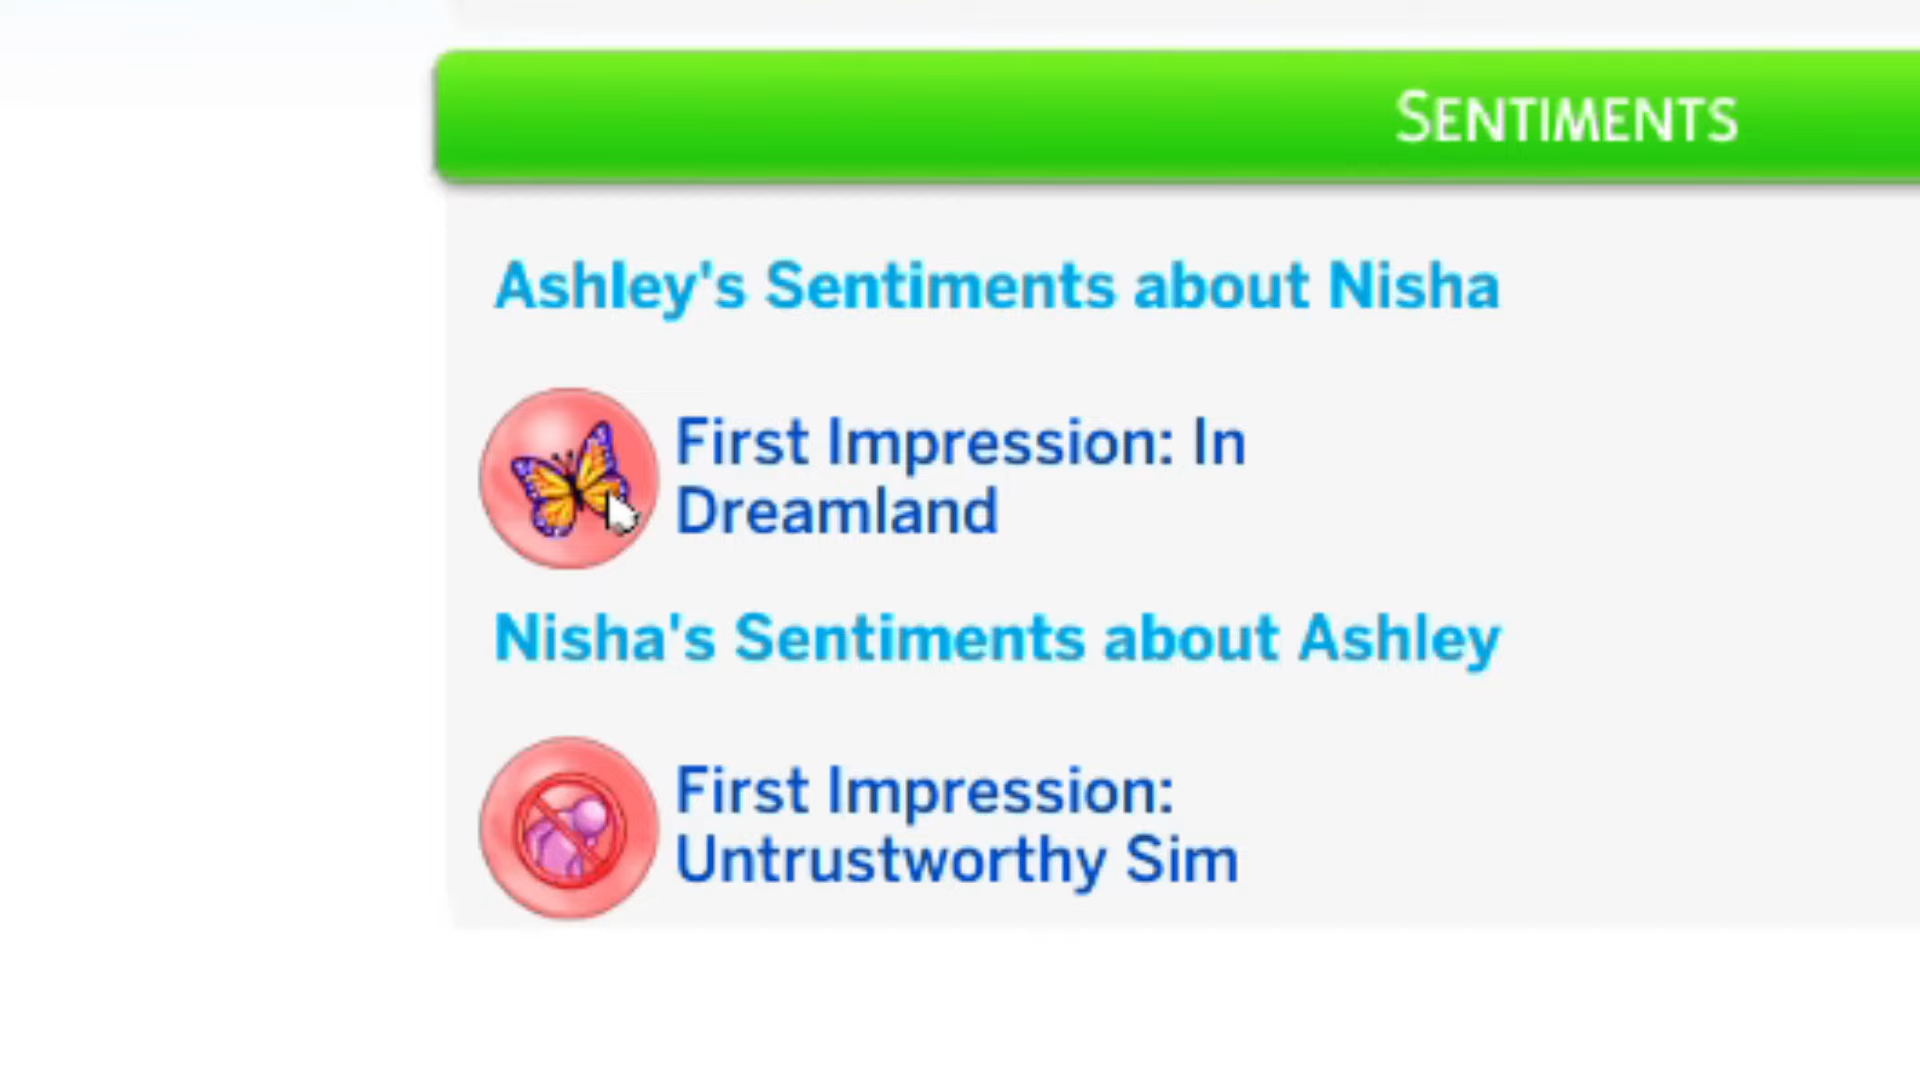 SENTIMENTS
Ashley's Sentiments about Nisha
First Impression: In
Dreamland
Nisha's Sentiments about Ashley
First Impression:
Untrustworthy Sim